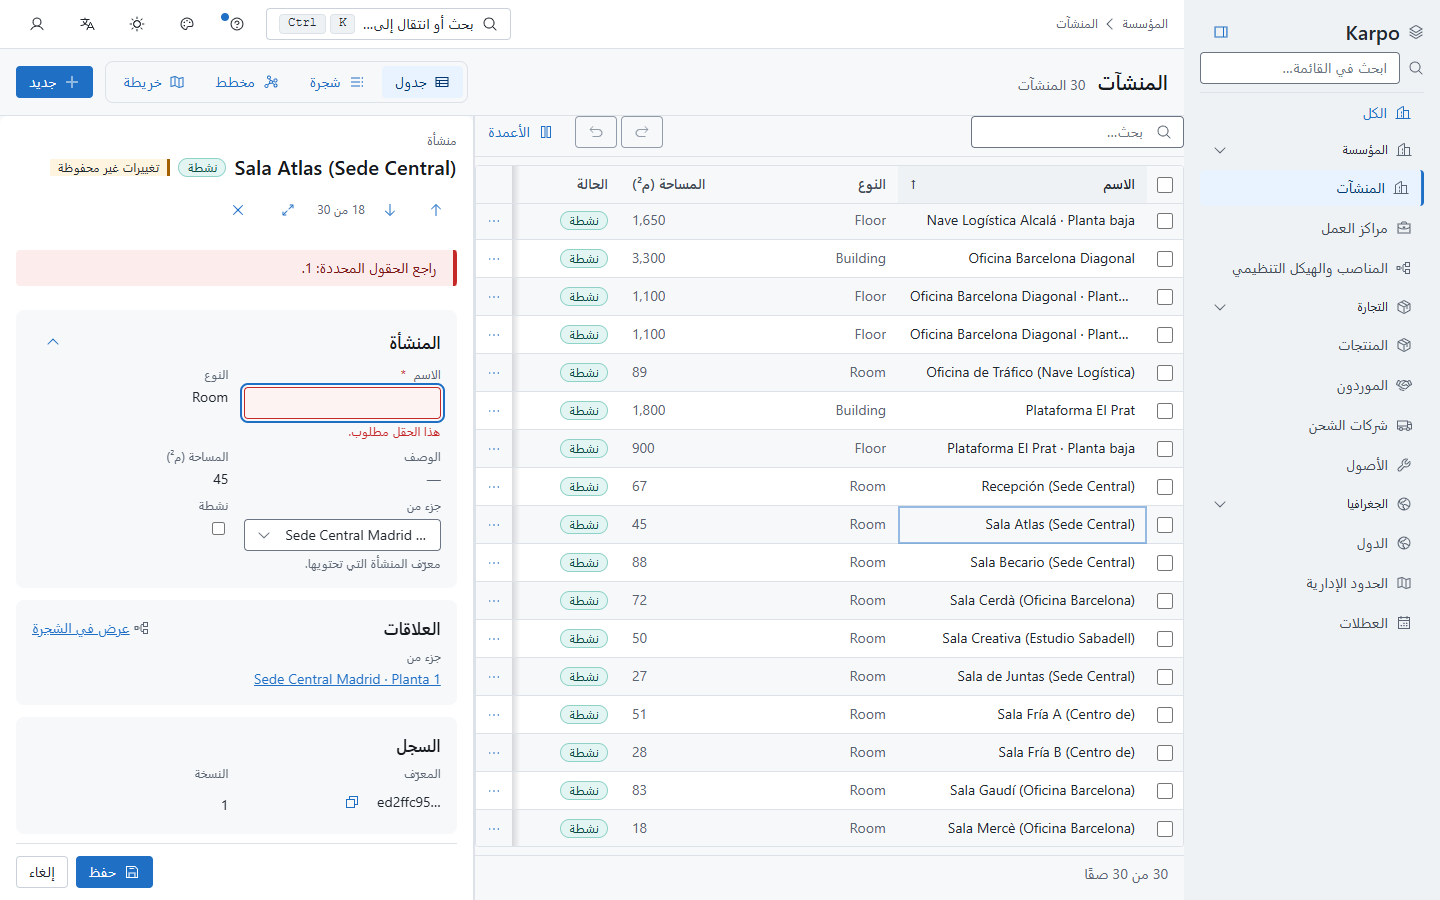 Karpo
ابحث في القائمة...
الكل
المؤسسة
المنشآت
مراكز العمل
المناصب والهيكل التنظيمي
التجارة
المنتجات
الموردون
شركات الشحن
الأصول
الجغرافيا
الدول
الحدود الإدارية
العطلات
المؤسسة
المنشآت
بحث أو انتقال إلى...
Ctrl K
المنشآت
30 المنشآت
جدول
شجرة
مخطط
خريطة
جديد
بحث...
الأعمدة
الاسم ↑ النوع المساحة (م²) الحالة
Nave Logística Alcalá · Planta baja Floor 1,650 نشطة ...
Oficina Barcelona Diagonal Building 3,300 نشطة ...
Oficina Barcelona Diagonal · Plant... Floor 1,100 نشطة ...
Oficina Barcelona Diagonal · Plant... Floor 1,100 نشطة ...
Oficina de Tráfico (Nave Logística) Room 89 نشطة ...
Plataforma El Prat Building 1,800 نشطة ...
Plataforma El Prat · Planta baja Floor 900 نشطة ...
Recepción (Sede Central) Room 67 نشطة ...
Sala Atlas (Sede Central) Room 45 نشطة ...
Sala Becario (Sede Central) Room 88 نشطة ...
Sala Cerdà (Oficina Barcelona) Room 72 نشطة ...
Sala Creativa (Estudio Sabadell) Room 50 نشطة ...
Sala de Juntas (Sede Central) Room 27 نشطة ...
Sala Fría A (Centro de) Room 51 نشطة ...
Sala Fría B (Centro de) Room 28 نشطة ...
Sala Gaudí (Oficina Barcelona) Room 83 نشطة ...
Sala Mercè (Oficina Barcelona) Room 18 نشطة ...
30 من 30 صفًا
منشأة
Sala Atlas (Sede Central) نشطة تغييرات غير محفوظة
18 من 30
راجع الحقول المحددة: 1.
المنشأة
الاسم *
هذا الحقل مطلوب.
النوع
Room
الوصف
—
المساحة (م²)
45
جزء من
Sede Central Madrid ...
معرّف المنشأة التي تحتويها.
نشطة
العلاقات
عرض في الشجرة
جزء من
Sede Central Madrid · Planta 1
السجل
المعرّف
ed2ffc95...
النسخة
1
حفظ
إلغاء